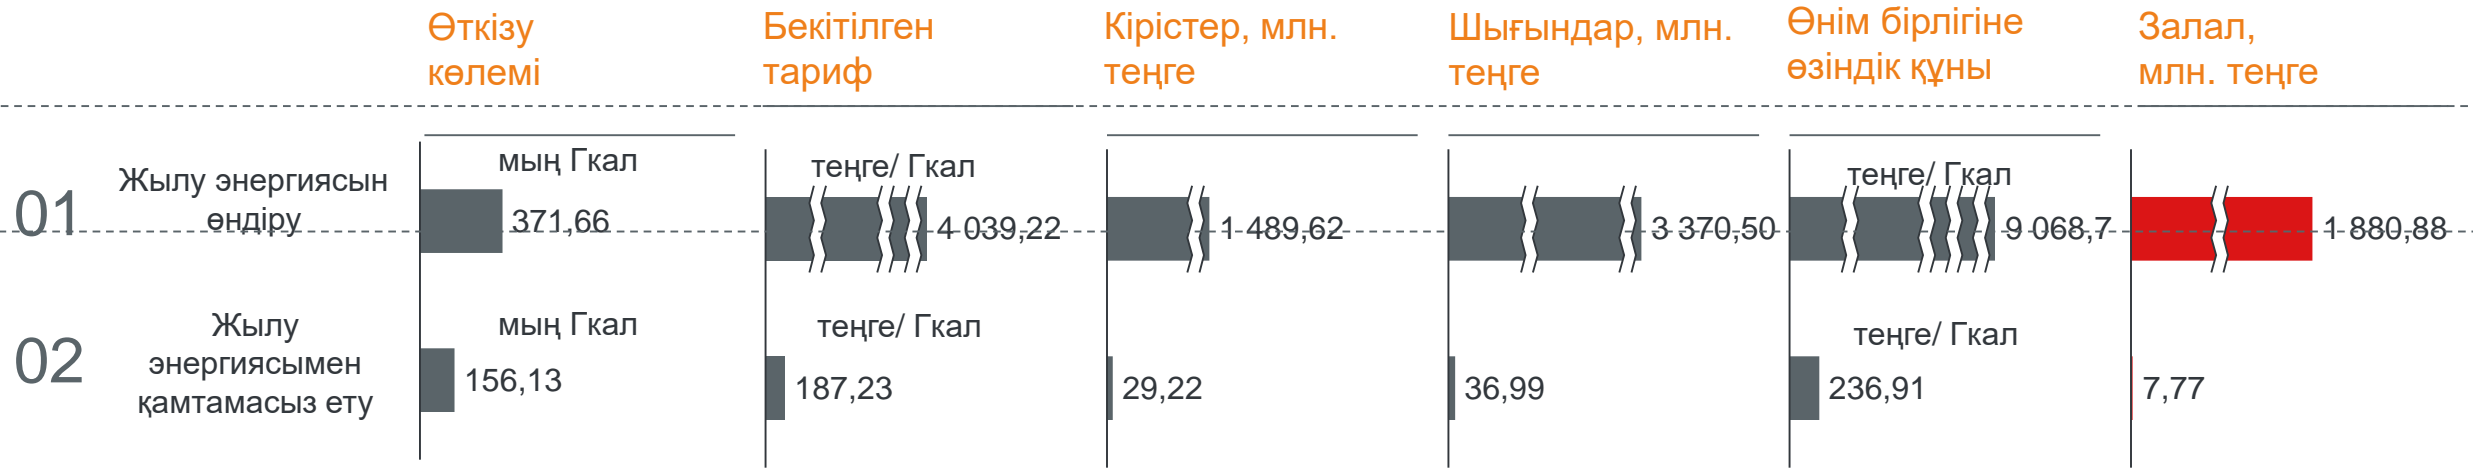 Өткізу
көлемі
Бекітілген
тариф
Кірістер, млн.
теңге
Шығындар, млн.
теңге
Өнім бірлігіне
өзіндік құны
Залал,
млн. теңге
01
Жылу энергиясын
өндіру
мың Гкал
371,66
теңге/ Гкал
4 039,22
1 489,62
3 370,50
теңге/ Гкал
9 068,7
1 880,88
02
Жылу
энергиясымен
қамтамасыз ету
мың Гкал
156,13
теңге/ Гкал
187,23
29,22
36,99
теңге/ Гкал
236,91
7,77